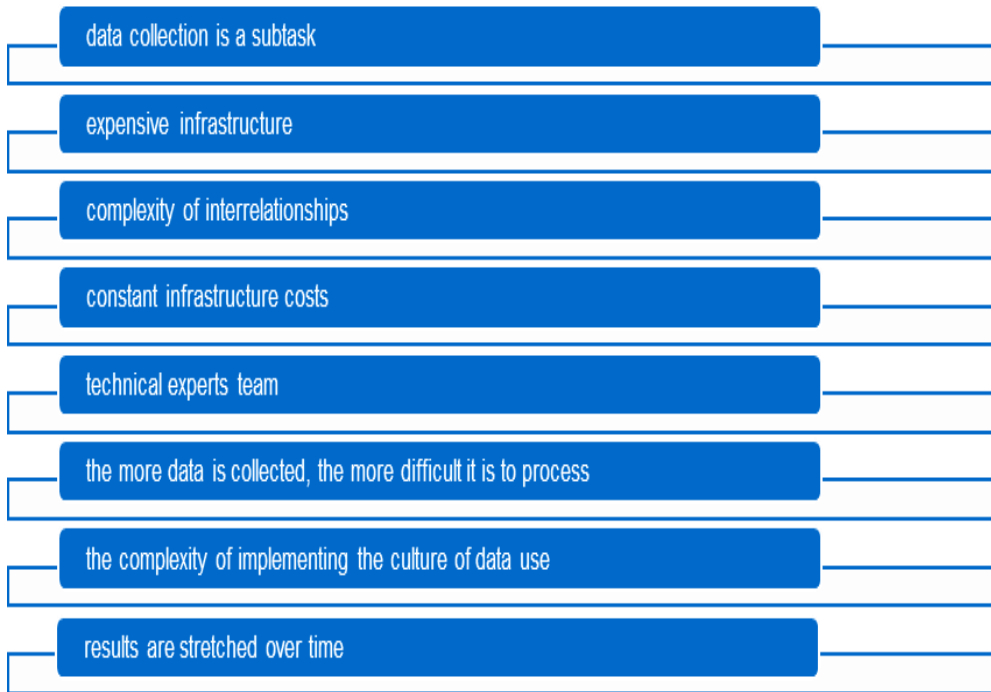 data collection is a subtask
expensive infrastructure
complexity of interrelationships
constant infrastructure costs
technical experts team
the more data is collected, the more difficult it is to process
the complexity of implementing the culture of data use
results are stretched over time